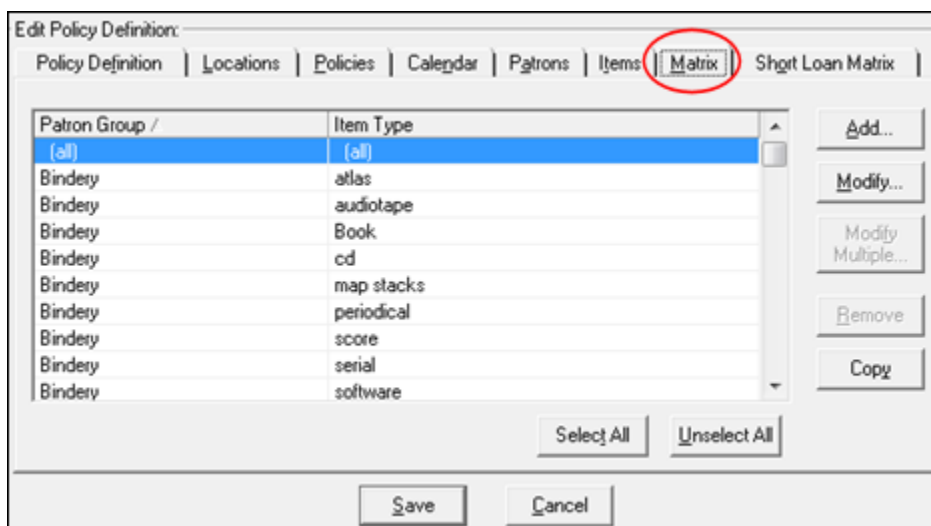 Edit Policy Definition:
Policy Definition Locations Policies Calendar Patrons Items Matrix Short Loan Matrix
Patron Group / Item Type
(all) (all)
Bindery atlas
Bindery audiotape
Bindery Book
Bindery cd
Bindery map stacks
Bindery periodical
Bindery score
Bindery serial
Bindery software
Add...
Modify...
Modify
Multiple...
Remove
Copy
Select All Unselect All
Save Cancel